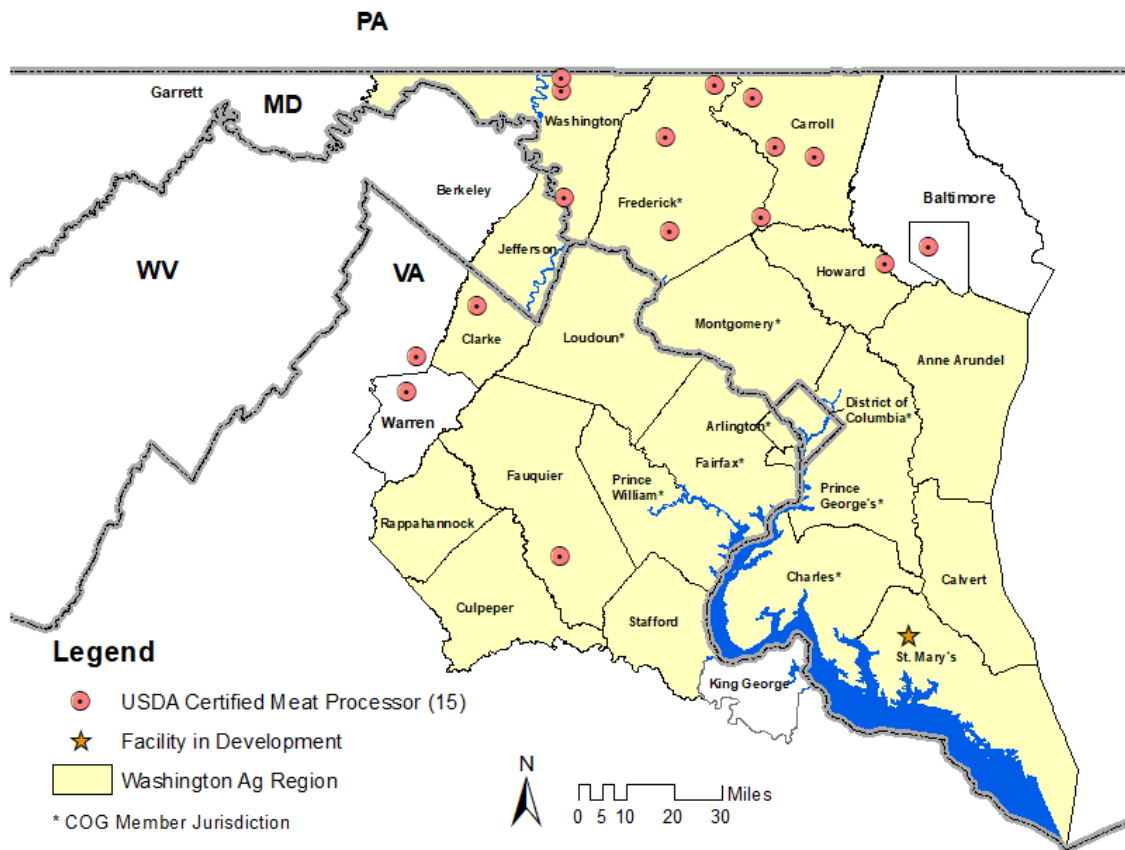 PA
Garrett
MD
Washington
Carroll
Berkeley
Frederick*
Baltimore
Jefferson
WV
VA
Howard
Clarke
Loudoun*
Montgomery*
Anne Arundel
District of
Columbia*
Warren
Arlington*
Fairfax*
Fauquier
Prince
William*
Prince
George's*
Rappahannock
Charles*
Calvert
Culpeper
Stafford
St. Mary's
King George
Legend
USDA Certified Meat Processor (15)
Facility in Development
Washington Ag Region
* COG Member Jurisdiction
N
Miles
0 5 10 20 30